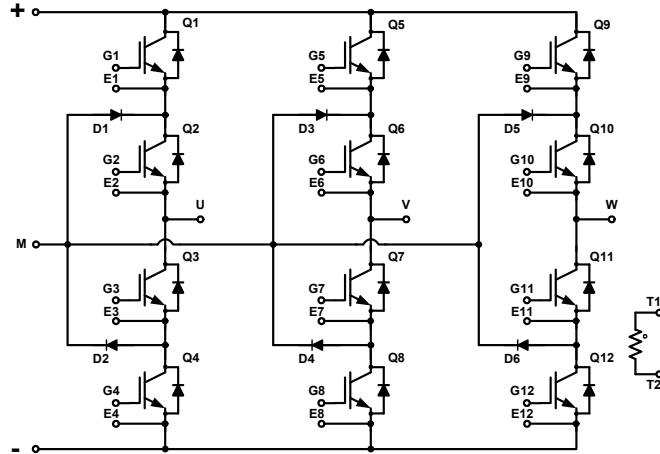 + Q1 Q5 Q9
G1 G5 G9
E1 E5 E9
D1 D3 D5
Q2 Q6 Q10
G2 G6 G10
E2 E6 E10
U V W
M
Q3 Q7 Q11
G3 G7 G11
T1
E3 E7 E11
D2 D4 D6
Q4 Q8 Q12
T2
G4 G8 G12
E4 E8 E12
-